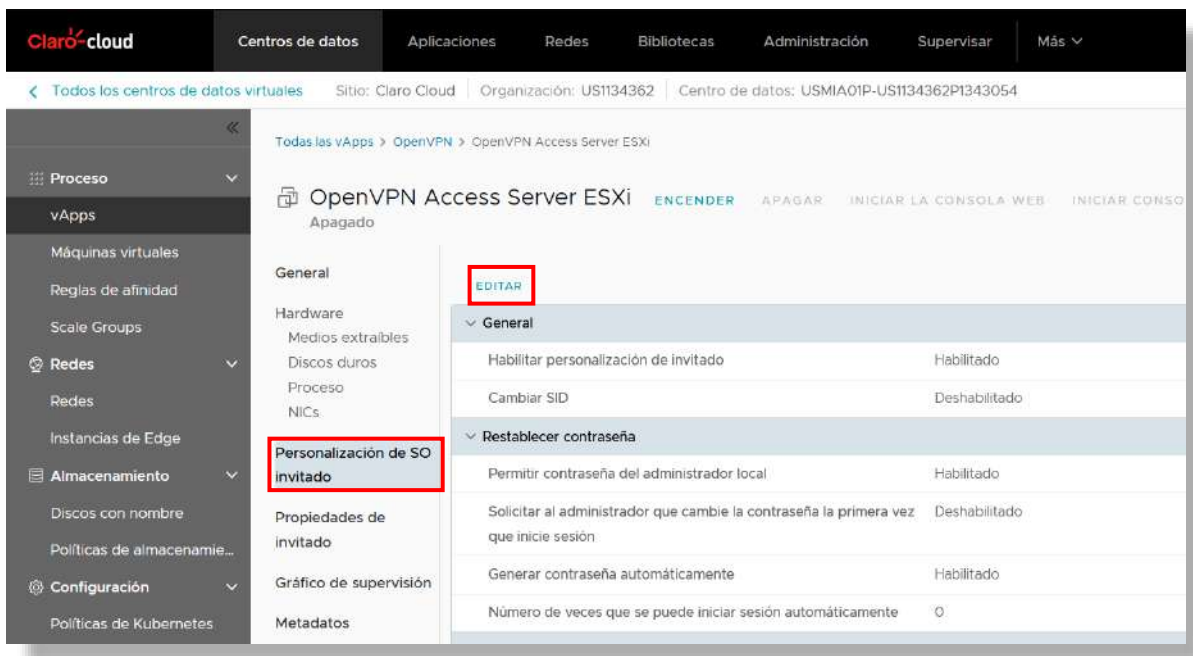 Claro-cloud
Centros de datos
Aplicaciones
Redes
Bibliotecas
Administración
Supervisar
Más
Todos los centros de datos virtuales
Sitio: Claro Cloud
Organización: US1134362
Centro de datos: USMIA01P-US1134362P1343054
Proceso
vApps
Máquinas virtuales
Reglas de afinidad
Scale Groups
Redes
Redes
Instancias de Edge
Almacenamiento
Discos con nombre
Políticas de almacenamie...
Configuración
Políticas de Kubernetes
Todas las vApps > OpenVPN > OpenVPN Access Server ESXi
OpenVPN Access Server ESXi
ENCENDER
APAGAR
INICIAR LA CONSOLA WEB
INICIAR CONSO
Apagado
General
Hardware
Medios extraíbles
Discos duros
Proceso
NICs
Personalización de SO
invitado
Propiedades de
invitado
Gráfico de supervisión
Metadatos
EDITAR
General
Habilitar personalización de invitado
Habilitado
Cambiar SID
Deshabilitado
Restablecer contraseña
Permitir contraseña del administrador local
Habilitado
Solicitar al administrador que cambie la contraseña la primera vez
que inicie sesión
Deshabilitado
Generar contraseña automáticamente
Habilitado
Número de veces que se puede iniciar sesión automáticamente
0